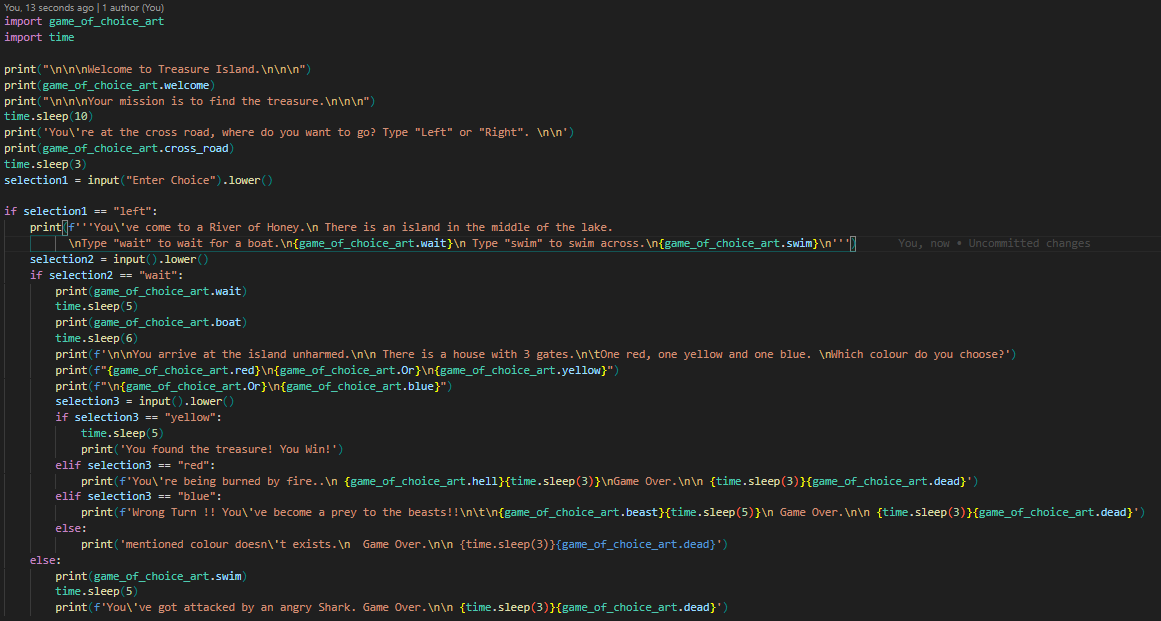 You, 13 seconds ago | 1 author (You)
import game_of_choice_art
import time

print("\n\n\nWelcome to Treasure Island.\n\n\n")
print(game_of_choice_art.welcome)
print("\n\n\nYour mission is to find the treasure.\n\n\n")
time.sleep(10)
print('You\'re at the cross road, where do you want to go? Type "Left" or "Right". \n\n')
print(game_of_choice_art.cross_road)
time.sleep(3)
selection1 = input("Enter Choice").lower()

if selection1 == "left":
    print(f'''You\'ve come to a River of Honey.\n There is an island in the middle of the lake.
          \nType "wait" to wait for a boat.\n{game_of_choice_art.wait}\n Type "swim" to swim across.\n{game_of_choice_art.swim}\n''') You, now • Uncommitted changes
    selection2 = input().lower()
    if selection2 == "wait":
        print(game_of_choice_art.wait)
        time.sleep(5)
        print(game_of_choice_art.boat)
        time.sleep(6)
        print(f'\n\nYou arrive at the island unharmed.\n\n There is a house with 3 gates.\n\tOne red, one yellow and one blue. \nWhich colour do you choose?')
        print(f"{game_of_choice_art.red}\n{game_of_choice_art.Or}\n{game_of_choice_art.yellow}")
        print(f"\n{game_of_choice_art.Or}\n{game_of_choice_art.blue}")
        selection3 = input().lower()
        if selection3 == "yellow":
            time.sleep(5)
            print('You found the treasure! You Win!')
        elif selection3 == "red":
            print(f'You\'re being burned by fire..\n {game_of_choice_art.hell}{time.sleep(3)}\nGame Over.\n\n {time.sleep(3)}{game_of_choice_art.dead}')
        elif selection3 == "blue":
            print(f'Wrong Turn !! You\'ve become a prey to the beasts!!\n\t\n{game_of_choice_art.beast}{time.sleep(5)}\n Game Over.\n\n {time.sleep(3)}{game_of_choice_art.dead}')
        else:
            print('mentioned colour doesn\'t exists.\n  Game Over.\n\n {time.sleep(3)}{game_of_choice_art.dead}')
    else:
        print(game_of_choice_art.swim)
        time.sleep(5)
        print(f'You\'ve got attacked by an angry Shark. Game Over.\n\n {time.sleep(3)}{game_of_choice_art.dead}')